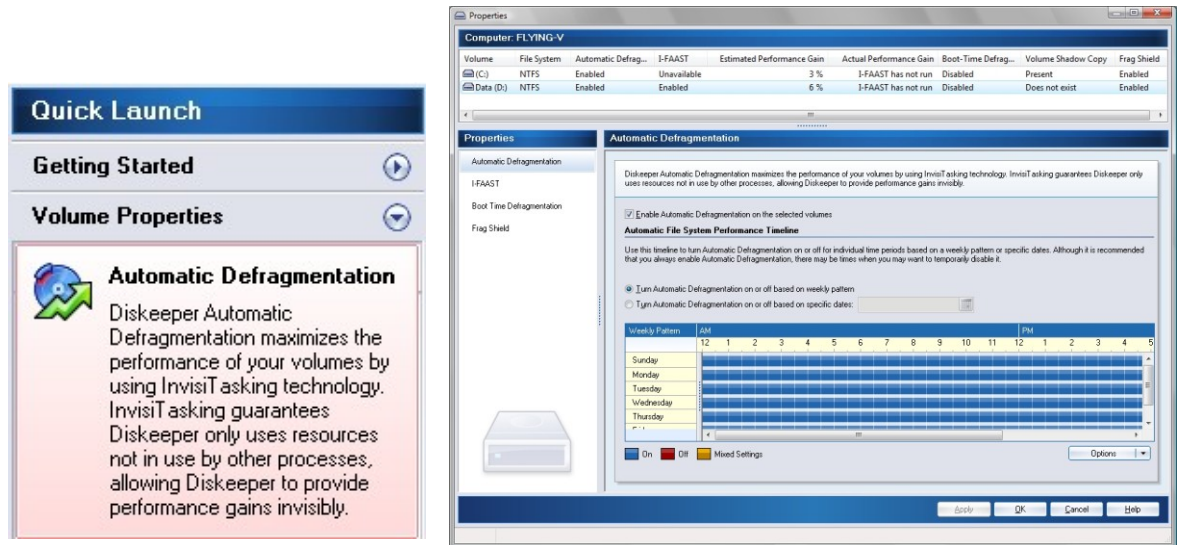 Quick Launch
Getting Started
Volume Properties
Automatic Defragmentation
Diskeeper Automatic
Defragmentation maximizes the
performance of your volumes by
using InvisiTasking technology.
InvisiTasking guarantees
Diskeeper only uses resources
not in use by other processes,
allowing Diskeeper to provide
performance gains invisibly.
Properties
Computer: FLYING-V
Volume File System Automatic Defrag... I-FAAST Estimated Performance Gain Actual Performance Gain Boot-Time Defrag... Volume Shadow Copy Frag Shield
(C:) NTFS Enabled Unavailable 3 % I-FAAST has not run Disabled Present Enabled
Data (D:) NTFS Enabled Enabled 6 % I-FAAST has not run Disabled Does not exist Enabled
Properties
Automatic Defragmentation
I-FAAST
Boot Time Defragmentation
Frag Shield
Automatic Defragmentation
Diskeeper Automatic Defragmentation maximizes the performance of your volumes by using InvisiTasking technology. InvisiTasking guarantees Diskeeper only
uses resources not in use by other processes, allowing Diskeeper to provide performance gains invisibly.
Enable Automatic Defragmentation on the selected volumes
Automatic File System Performance Timeline
Use this timeline to turn Automatic Defragmentation on or off for individual time periods based on a weekly pattern or specific dates. Although it is recommended
that you always enable Automatic Defragmentation, there may be times when you may want to temporarily disable it.
Turn Automatic Defragmentation on or off based on weekly pattern
Turn Automatic Defragmentation on or off based on specific dates:
Weekly Pattern AM PM
12 1 2 3 4 5 6 7 8 9 10 11 12 1 2 3 4 5
Sunday
Monday
Tuesday
Wednesday
Thursday
On Off Mixed Settings
Options
Apply OK Cancel Help